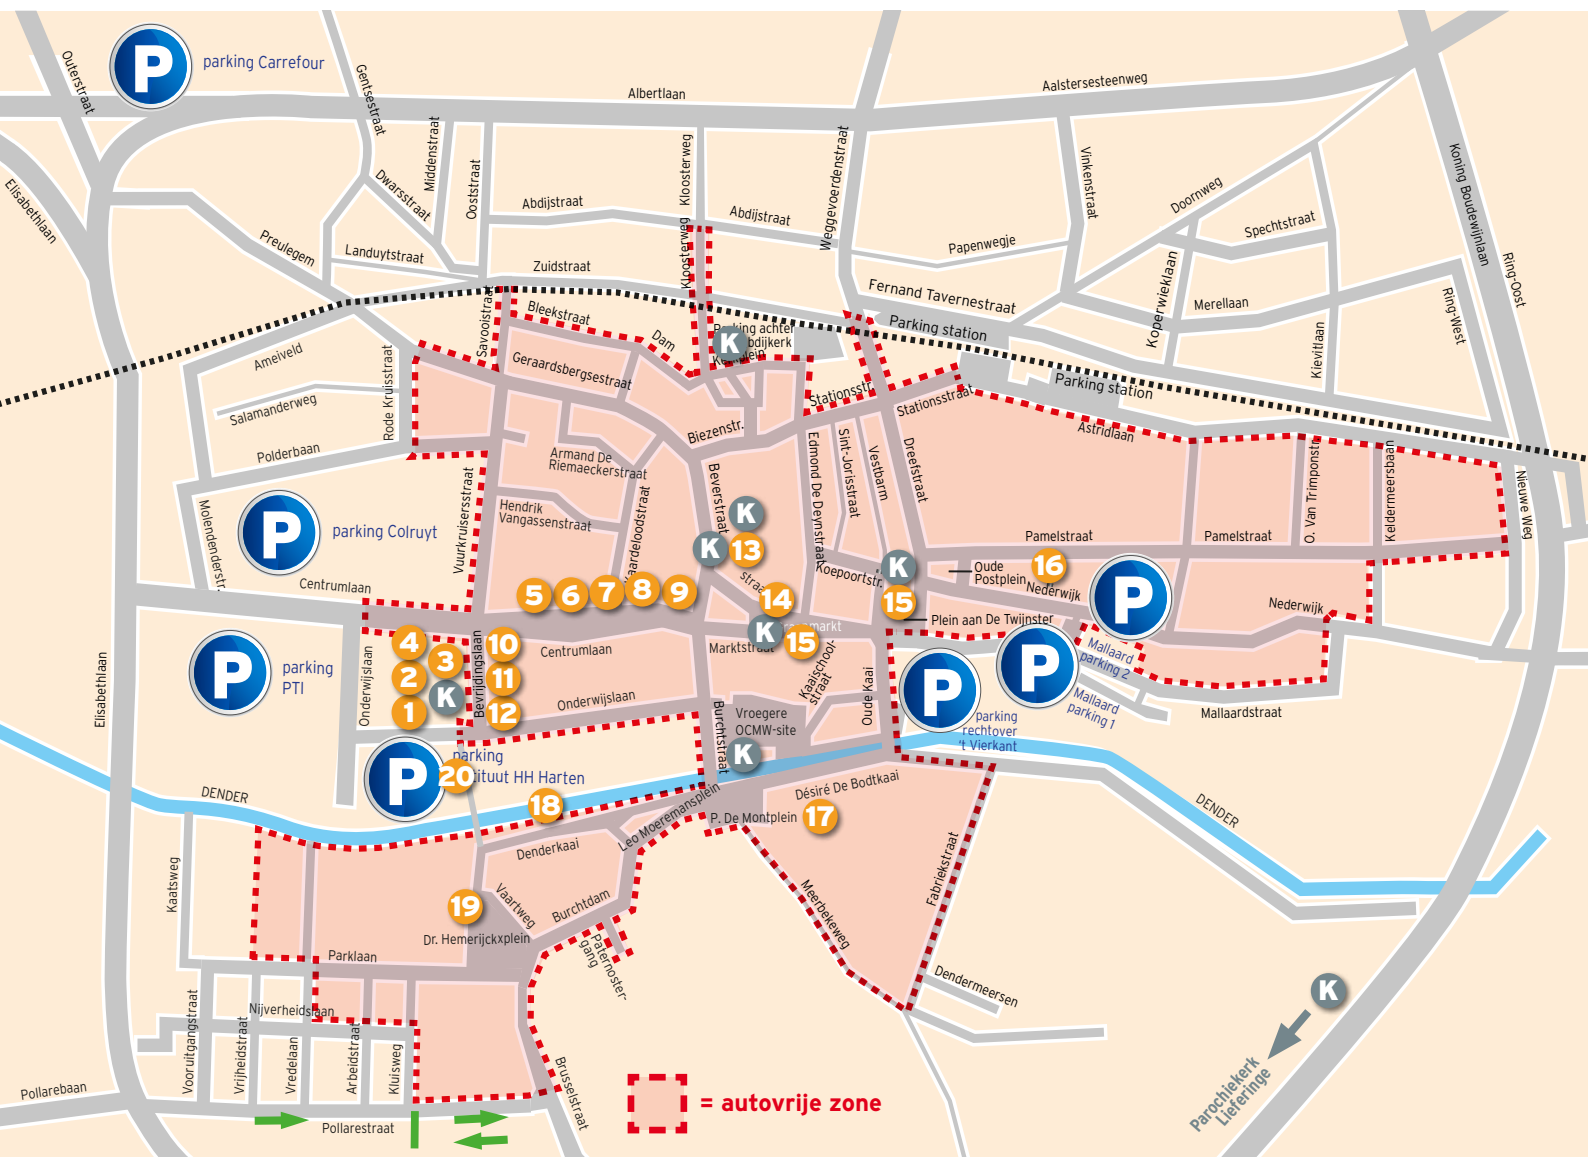 P
parking Carrefour
Outerstraat
Gentsestraat
Albertlaan
Aalstersesteenweg
Elisabethlaan
Middenstraat
Ooststraat
Dwarsstraat
Kloosterweg
Weggevoerdenstraat
Vinkenstraat
Doornweg
Koning Boudewijnlaan
Abdijstraat
Abdijstraat
Papenwegje
Spechtstraat
Preulegem
Landuytstraat
Zuidstraat
Kloosterweg
Koperwieklaan
Ring-Oost
Fernand Tavernestraat
Merellaan
Ring-West
Savooistraat
Bleekstraat
Dam
Parking achter
K
Parking station
Kievitlaan
Ameiveld
Rode Kruisstraat
Geraardsbergsestraat
Stationsstr.
Stationsstraat
Parking station
Salamanderweg
Polderbaan
Biezenstr.
Astridlaan
Armand De
Riemaeckerstraat
Beverstraat
Edmond De Deynstraat
Sint-Jorisstraat
Vestbarm
Dreefstraat
O. Van Trimponstr.
Keldermeersbaan
Nieuwe Weg
Molendenderstr.
P
parking Colruyt
Vuurkruisersstraat
Hendrik
Vangassenstraat
K
K
13
Pamelstraat
Pamelstraat
Koepoortstr.
K
Oude
Postplein
16
Centrumlaan
5
6
7
8
9
14
15
Nederwijk
P
Nederwijk
Plein aan De Twijnster
4
3
2
K
1
10
11
12
Bevrijdingslaan
Centrumlaan
Marktstraat
K
15
Kaaischool-
straat
Oude Kaai
Mallaard
parking 2
P
parking
PTI
Onderwijslaan
Onderwijslaan
Elisabethlaan
Burchtstraat
Vroegere
OCMW-site
K
P
P
parking
rechtover
't Vierkant
Mallaard
parking 1
Mallaardstraat
P
parking
20
HH Harten
DENDER
18
Leo Moeremansplein
P. De Montplein
Désiré De Bodtkaai
17
DENDER
Denderkaai
Kaatsweg
19
Vaartweg
Burchtdam
Meerbekeweg
Fabriekstraat
Dr. Hemerijckxplein
Parklaan
Paternoster-
gang
Dendermeersen
K
Nijverheidslaan
Vooruitgangstraat
Vrijheidstraat
Vredelaan
Arbeidstraat
Kluisweg
Brusselstraat
Parochiekerk
Lieferinge
Pollarebaan
Pollarestraat
= autovrije zone